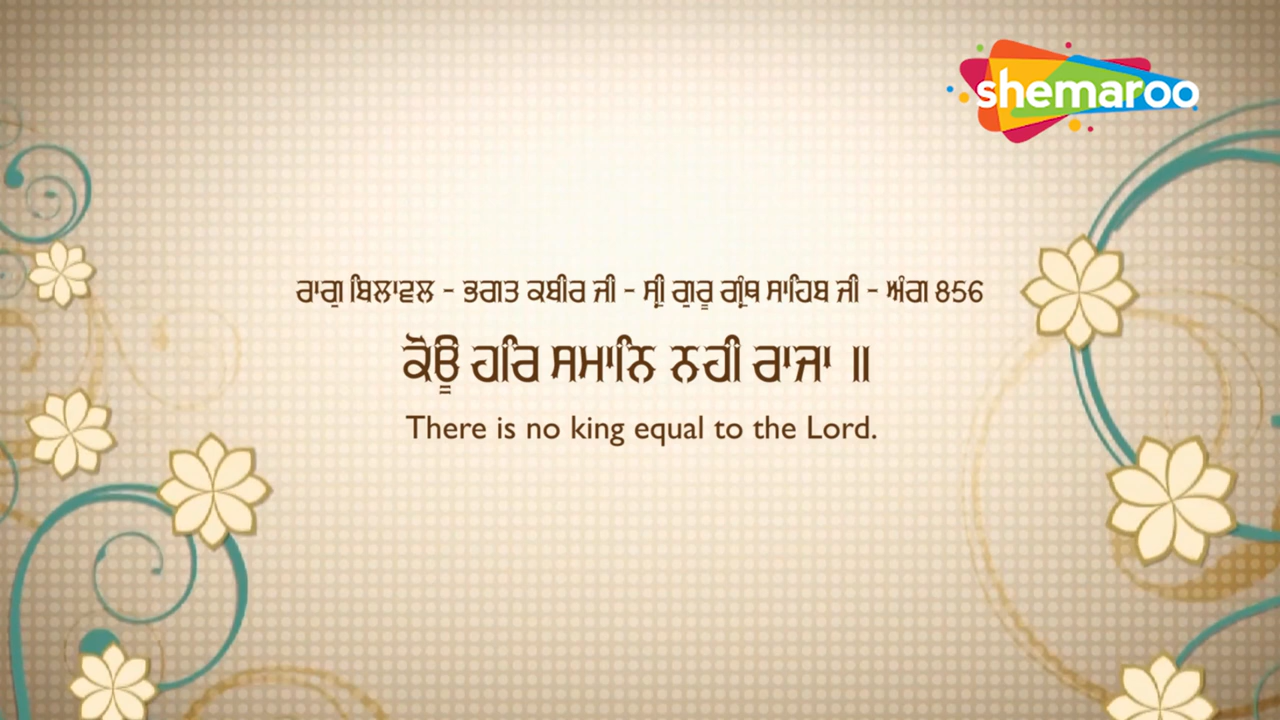 shemaroo
ਰਾਗੁ ਬਿਲਾਵਲ - ਭਗਤ ਕਬੀਰ ਜੀ - ਸ੍ਰੀ ਗੁਰੂ ਗ੍ਰੰਥ ਸਾਹਿਬ ਜੀ - ਅੰਗ 856
ਕੋਊ ਹਰਿ ਸਮਾਨਿ ਨਹੀ ਰਾਜਾ ॥
There is no king equal to the Lord.